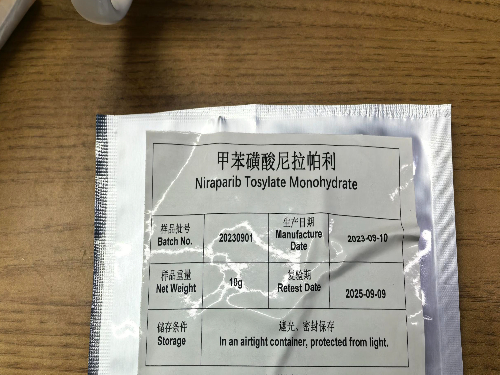 甲苯磺酸尼拉帕利
Niraparib Tosylate Monohydrate
样品批号
Batch No.
20230901
生产日期
Manufacture
Date
2023-09-10
样品重量
Net Weight
10g
复验期
Retest Date
2025-09-09
储存条件
Storage
避光、密封保存
In an airtight container, protected from light.